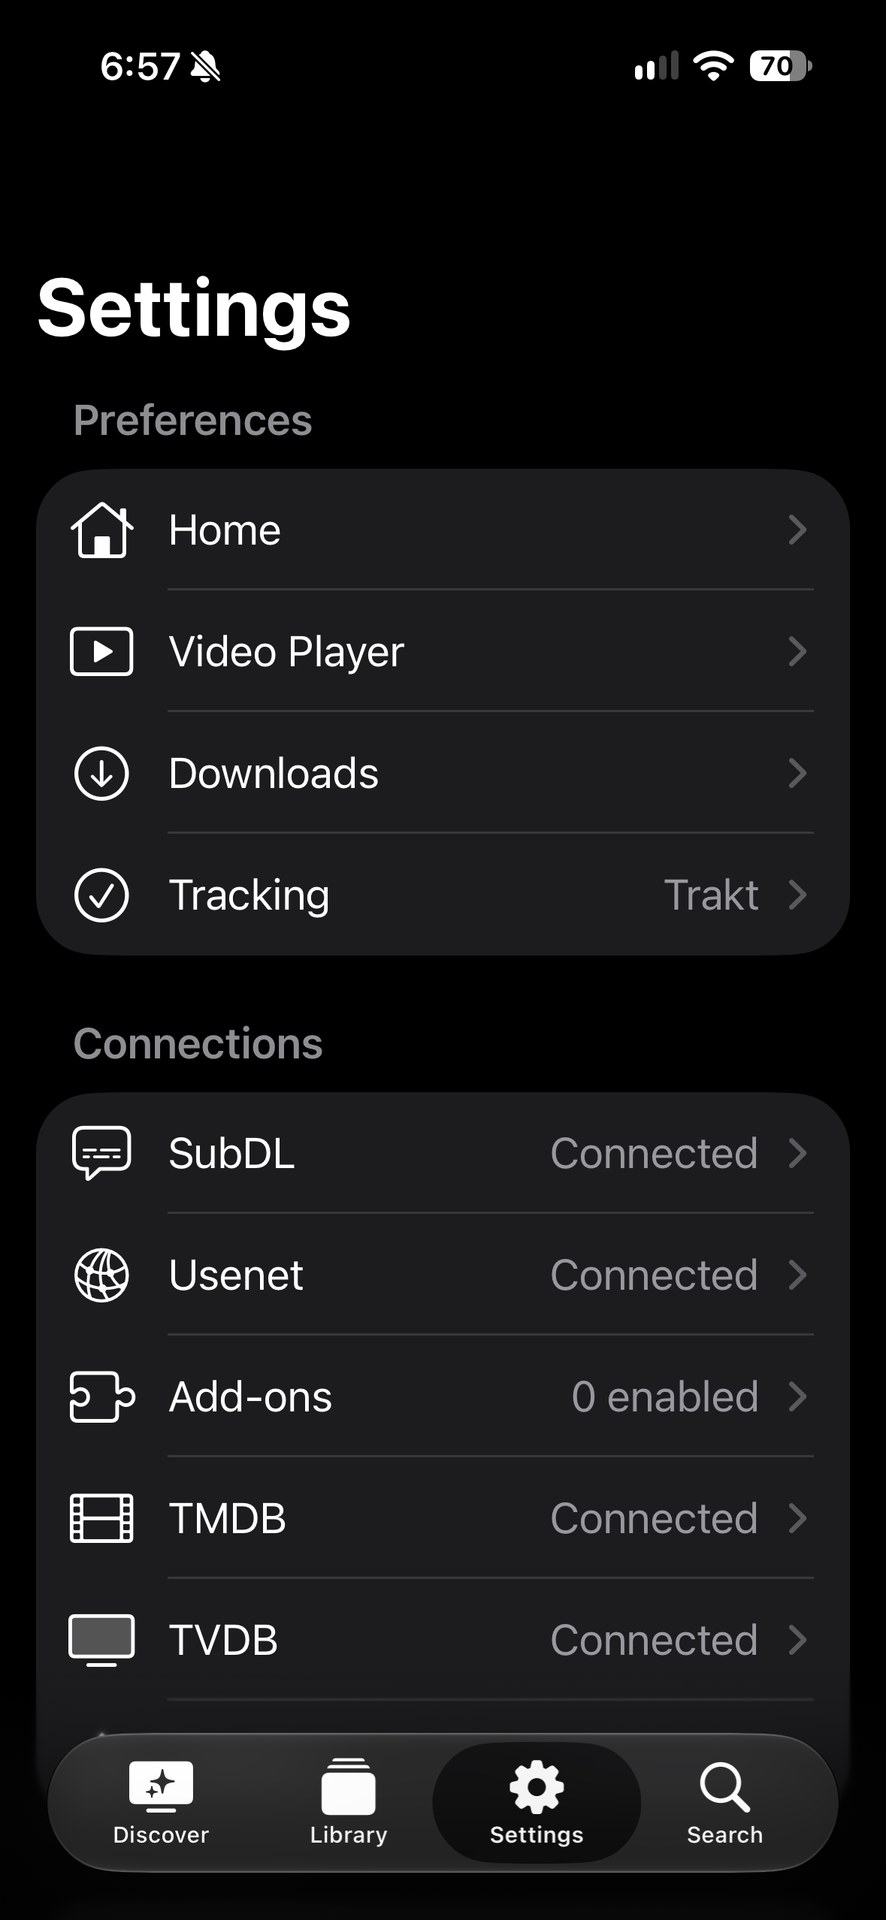 6:57
70
Settings
Preferences
Home
Video Player
Downloads
Tracking Trakt
Connections
SubDL Connected
Usenet Connected
Add-ons 0 enabled
TMDB Connected
TVDB Connected
Discover Library Settings Search